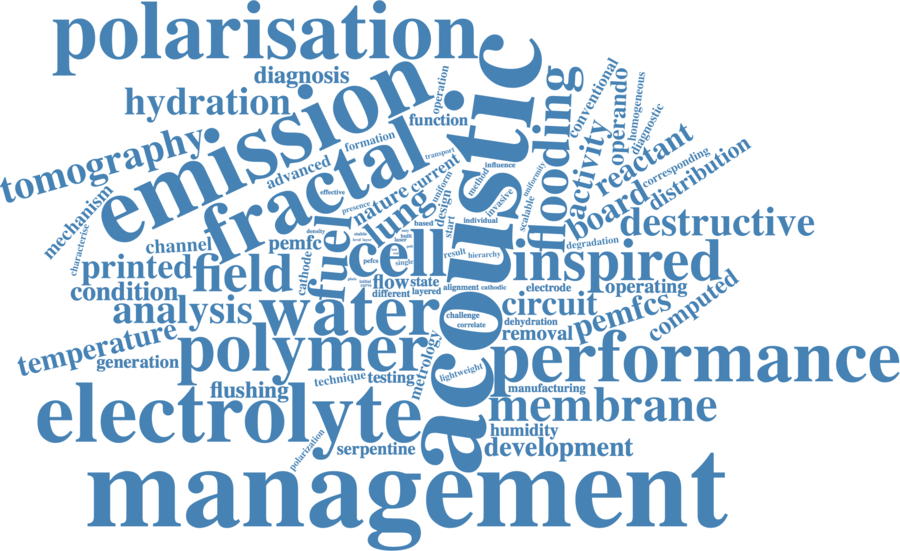 polarisation
diagnosis
operation
hydration
emission
function
acoustic
flooding
conventional
operando
homogeneous
diagnostic
tomography
advanced
formation
fractal
transport
activity
reactant
corresponding
distribution
mechanism
characterise
effective
presence
nature
current
lung
uniform
design
method
influence
invasive
uniformity
scalable
individual
board
destructive
channel
pemfc
density
cathode
fuel
based
start
cell
result
hierarchy
degradation
inspired
printed
field
condition
flow
state
different
layered
single
laser
alignment
cathodic
electrode
operating
analysis
water
challenge
correlate
circuit
dehydration
removal
pemfcs
computed
temperature
generation
polymer
metrology
lightweight
performance
flushing
technique
testing
manufacturing
electrolyte
membrane
polarization
serpentine
humidity
development
management